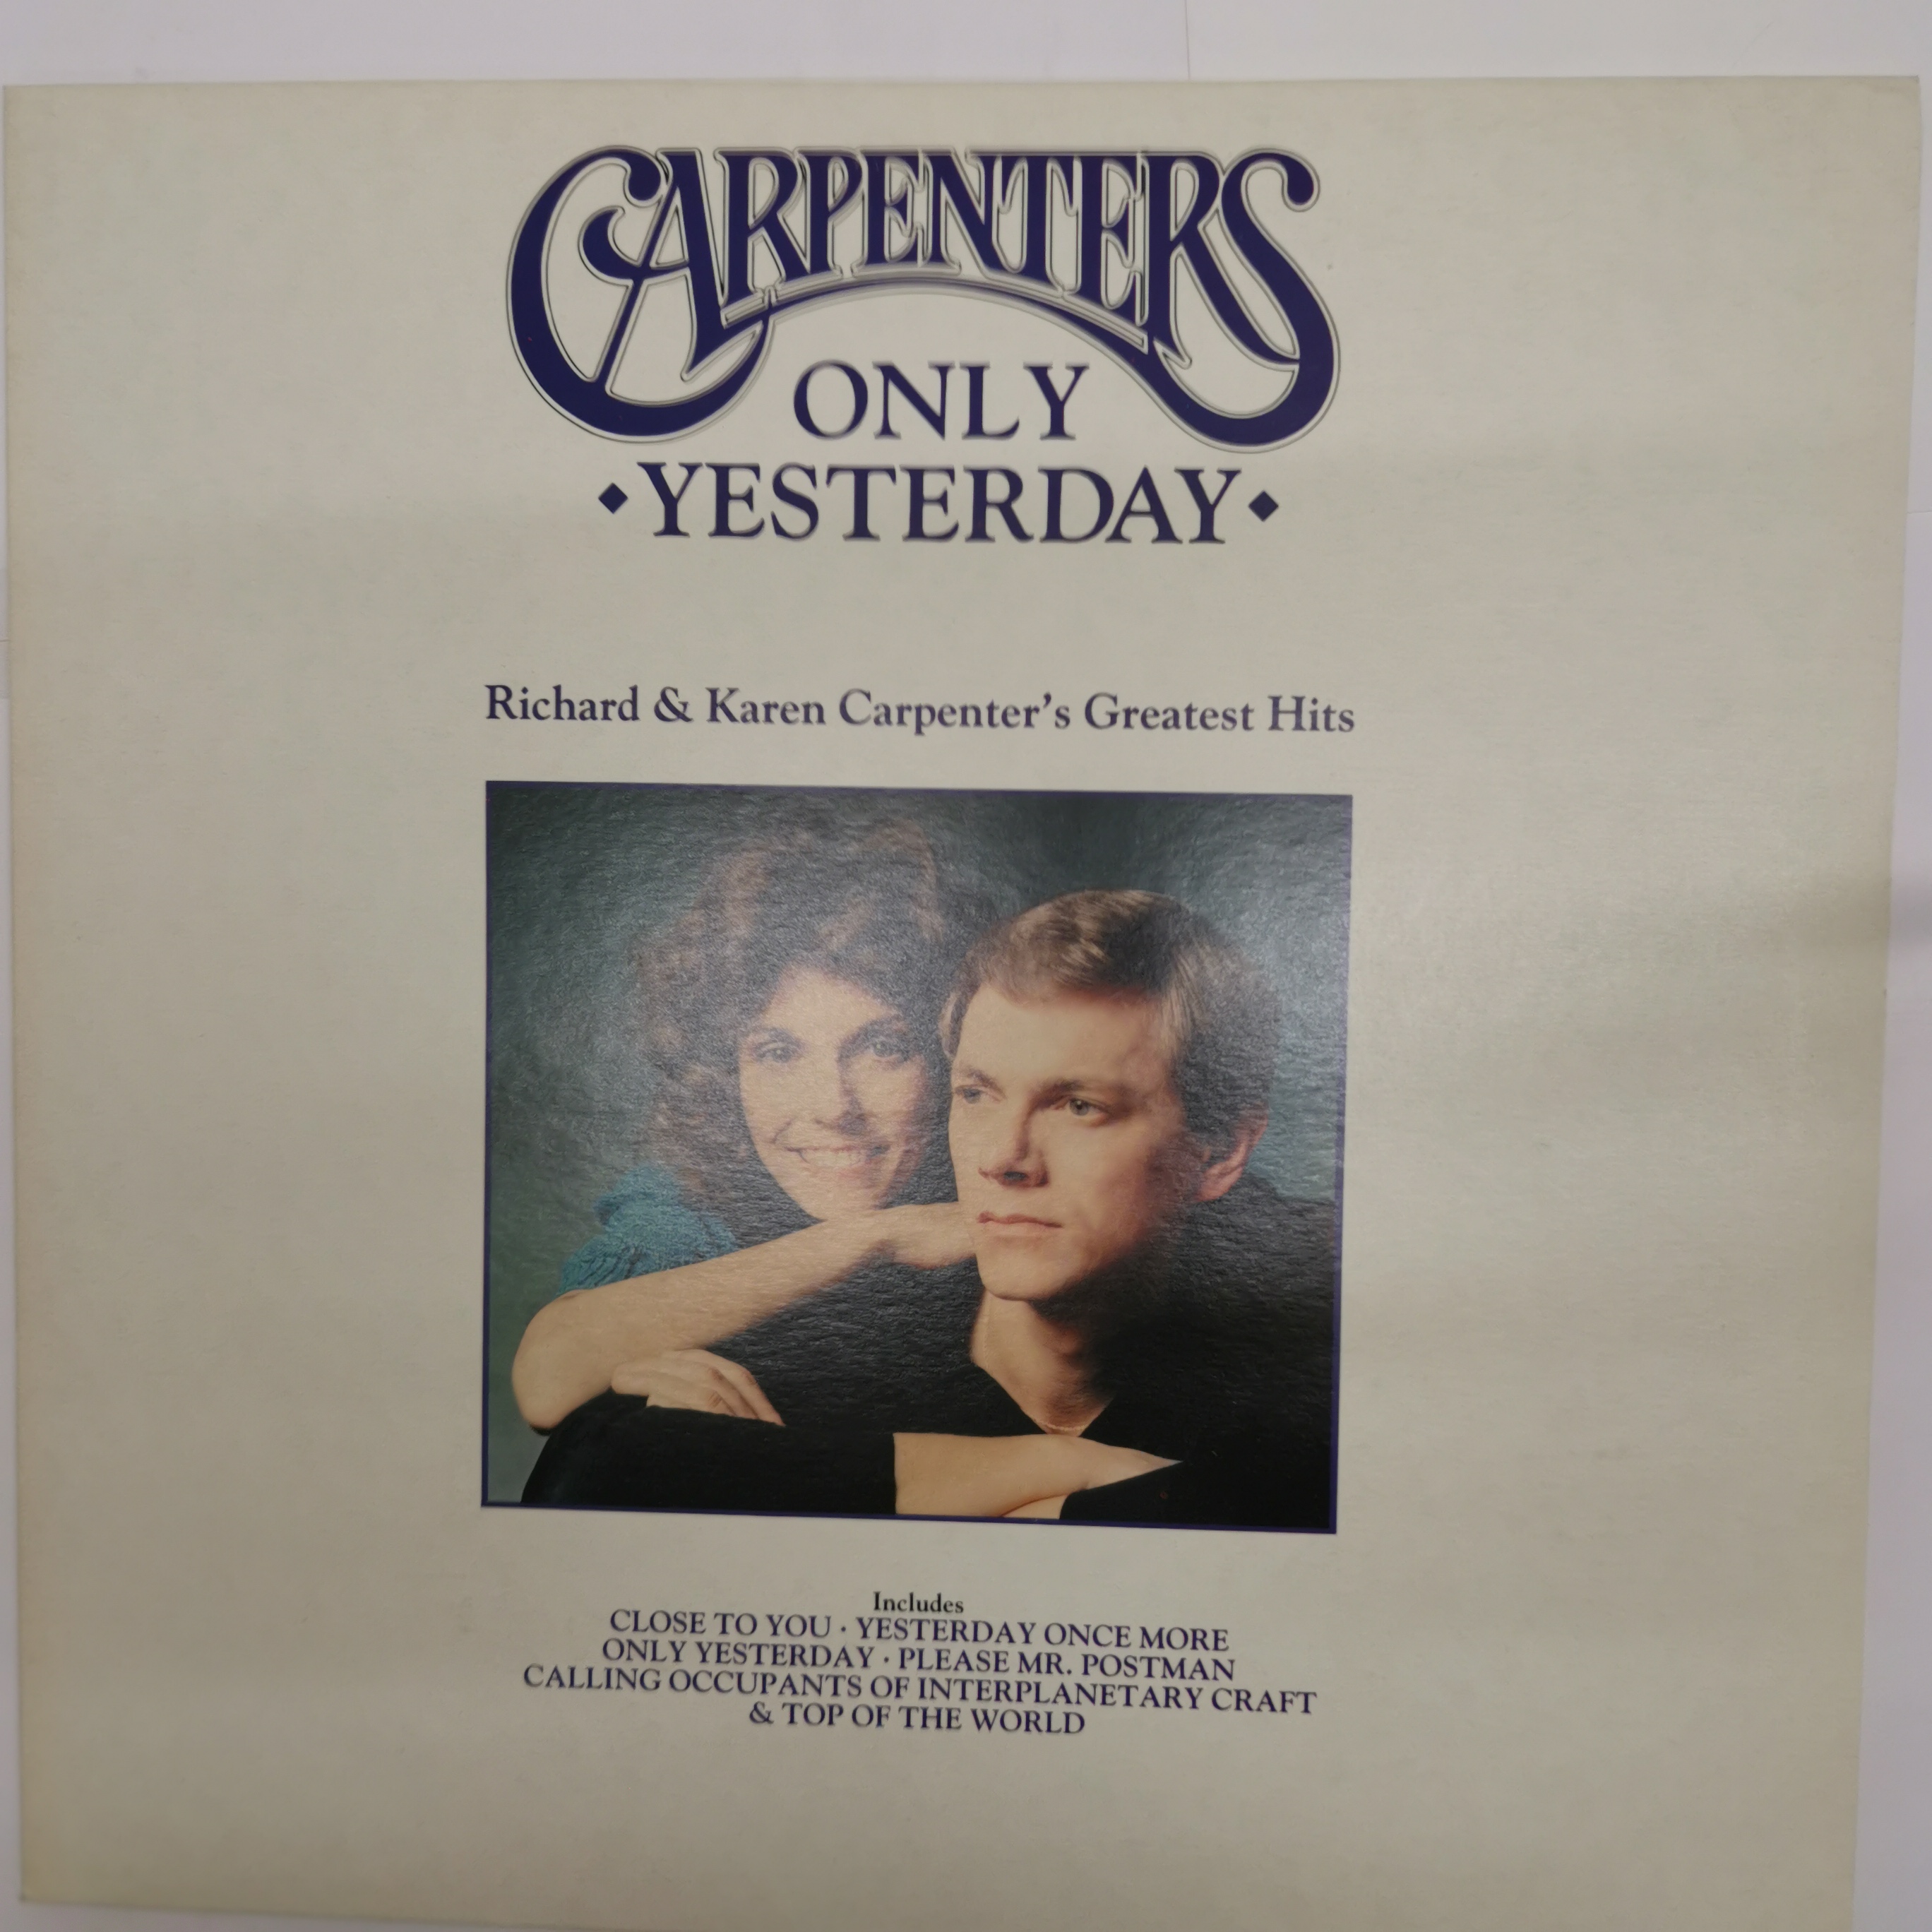 CARPENTERS
ONLY
◆YESTERDAY◆
Richard & Karen Carpenter's Greatest Hits
Includes
CLOSE TO YOU · YESTERDAY ONCE MORE
ONLY YESTERDAY · PLEASE MR. POSTMAN
CALLING OCCUPANTS OF INTERPLANETARY CRAFT
& TOP OF THE WORLD